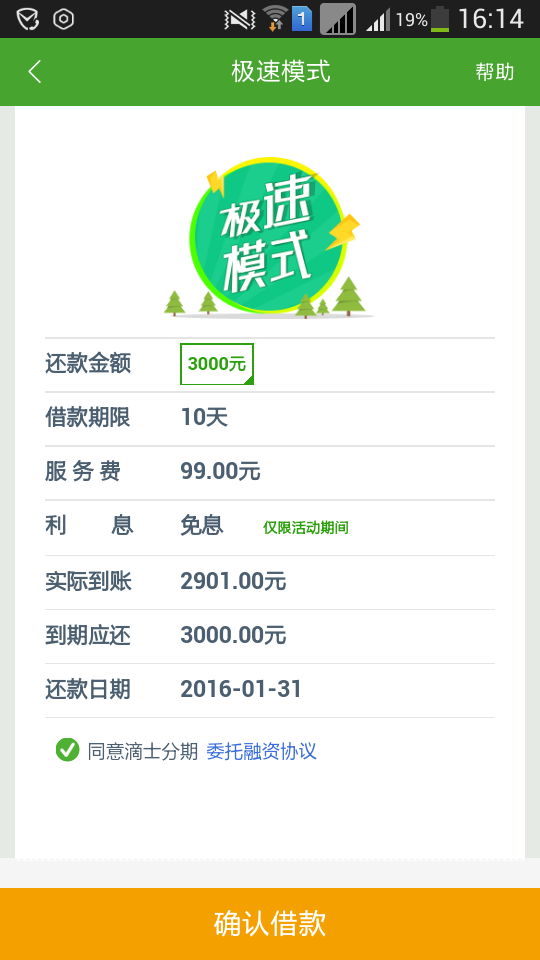 1 19% 16:14
极速模式 帮助
极速
模式
还款金额 3000元
借款期限 10天
服 务 费 99.00元
利 息 免息 仅限活动期间
实际到账 2901.00元
到期应还 3000.00元
还款日期 2016-01-31
同意滴士分期 委托融资协议
确认借款